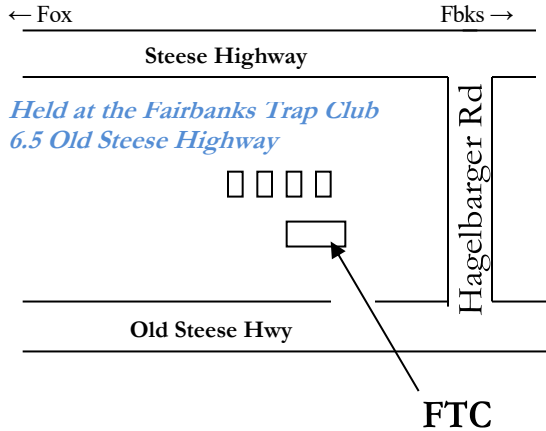 ← Fox Fbks →
Steese Highway
Held at the Fairbanks Trap Club
6.5 Old Steese Highway
Hagelbarger Rd
Old Steese Hwy
FTC